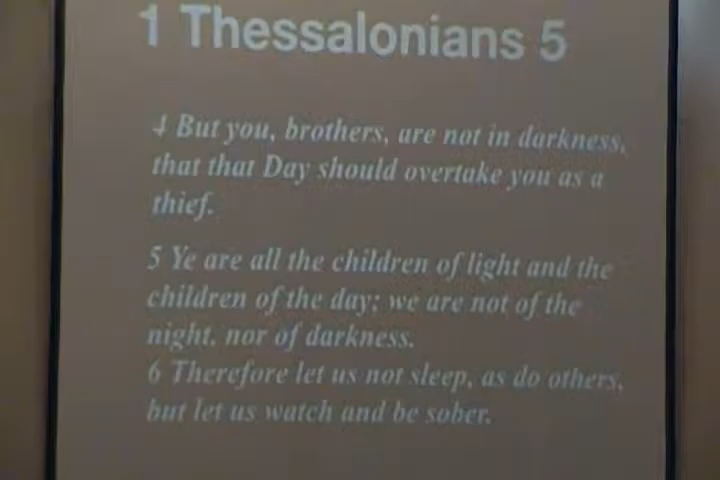 1 Thessalonians 5
4 But you, brothers, are not in darkness,
that that Day should overtake you as a
thief.
5 Ye are all the children of light and the
children of the day; we are not of the
night, nor of darkness.
6 Therefore let us not sleep, as do others,
but let us watch and be sober.